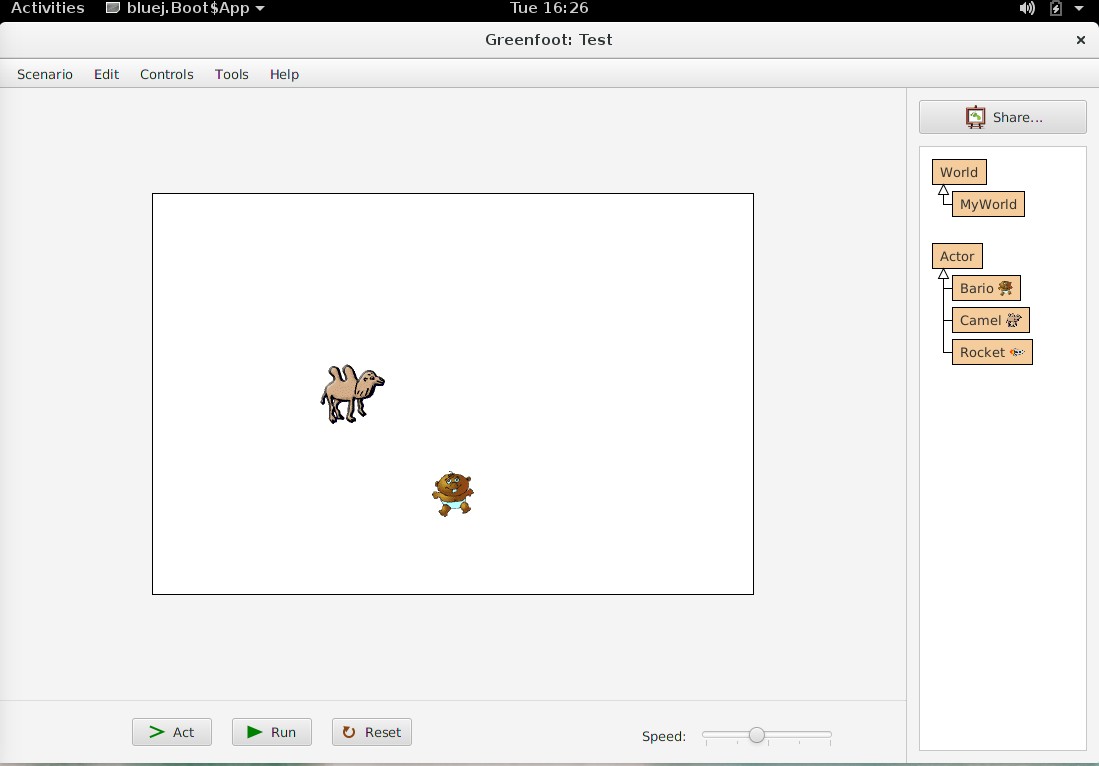 Activities bluej.Boot$App Tue 16:26
Greenfoot: Test
Scenario Edit Controls Tools Help
Share...
World
MyWorld
Actor
Bario
Camel
Rocket
Act Run Reset Speed: